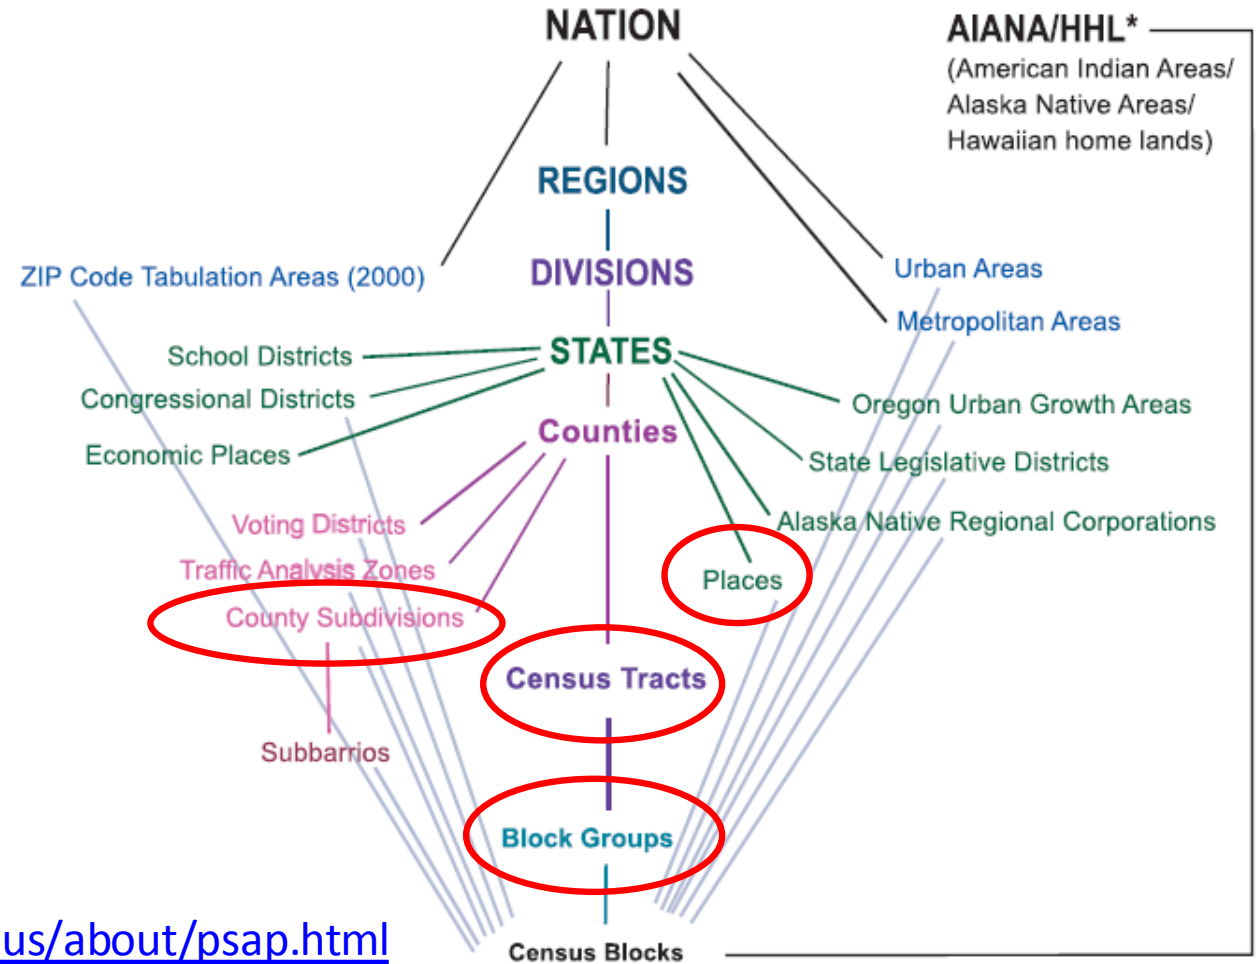 NATION
AIANA/HHL*
(American Indian Areas/
Alaska Native Areas/
Hawaiian home lands)
REGIONS
ZIP Code Tabulation Areas (2000)
DIVISIONS
Urban Areas
Metropolitan Areas
School Districts
STATES
Congressional Districts
Oregon Urban Growth Areas
Counties
Economic Places
State Legislative Districts
Voting Districts
Alaska Native Regional Corporations
Traffic Analysis Zones
Places
County Subdivisions
Census Tracts
Subbarrios
Block Groups
us/about/psap.html
Census Blocks